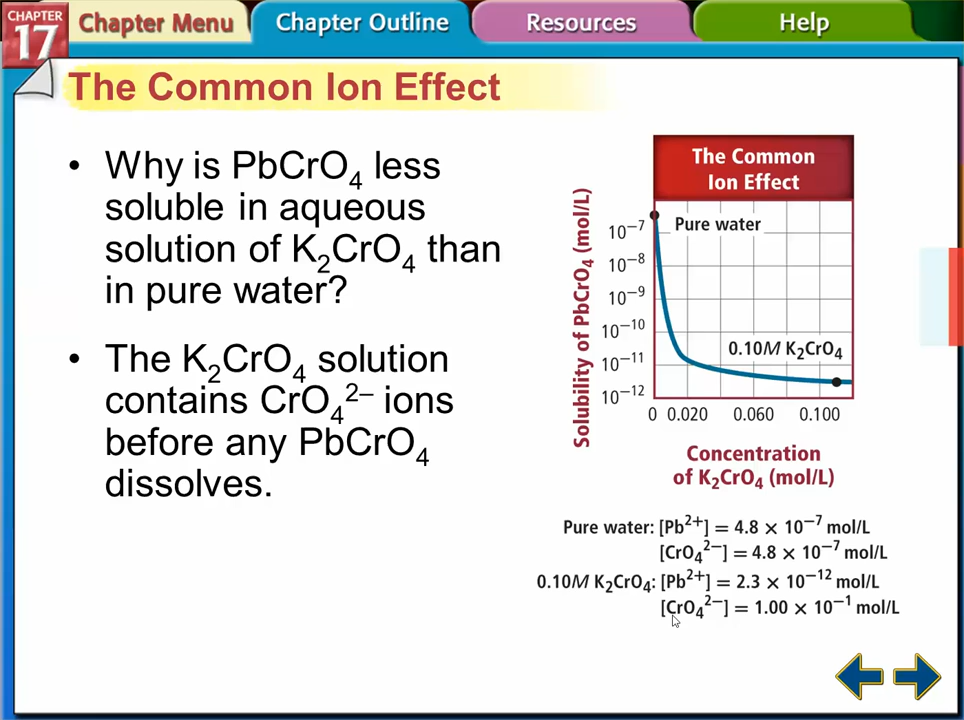 CHAPTER
17
Chapter Menu
Chapter Outline
Resources
Help
The Common Ion Effect
• Why is PbCrO₄ less
soluble in aqueous
solution of K₂CrO₄ than
in pure water?
• The K₂CrO₄ solution
contains CrO₄²⁻ ions
before any PbCrO₄
dissolves.
The Common
Ion Effect
Solubility of PbCrO₄ (mol/L)
Pure water
10⁻⁷
10⁻⁸
10⁻⁹
10⁻¹⁰
0.10M K₂CrO₄
10⁻¹¹
10⁻¹²
0 0.020 0.060 0.100
Concentration
of K₂CrO₄ (mol/L)
Pure water: [Pb²⁺] = 4.8 × 10⁻⁷ mol/L
[CrO₄²⁻] = 4.8 × 10⁻⁷ mol/L
0.10M K₂CrO₄: [Pb²⁺] = 2.3 × 10⁻¹² mol/L
[CrO₄²⁻] = 1.00 × 10⁻¹ mol/L